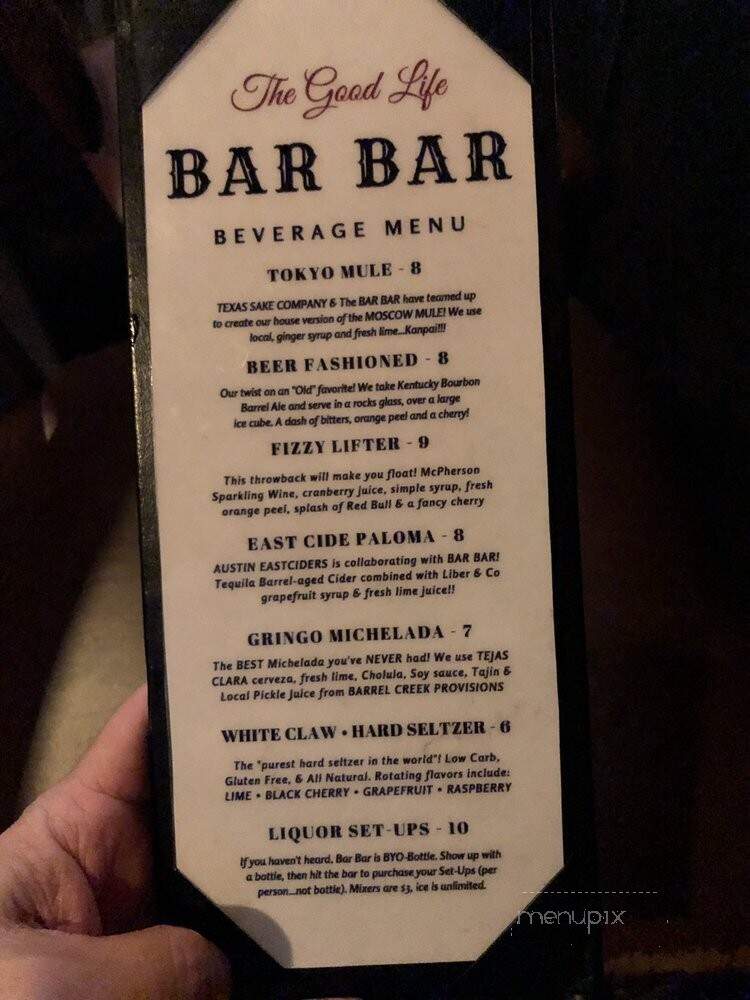 The Good Life
BAR BAR
BEVERAGE MENU
TOKYO MULE - 8
TEXAS SAKE COMPANY & The BAR BAR have teamed up
to create our house version of the MOSCOW MULE! We use
local, ginger syrup and fresh lime...Kanpai!!!
BEER FASHIONED - 8
Our twist on an "Old" favorite! We take Kentucky Bourbon
Barrel Ale and serve in a rocks glass, over a large
ice cube. A dash of bitters, orange peel and a cherry!
FIZZY LIFTER - 9
This throwback will make you float! McPherson
Sparkling Wine, cranberry juice, simple syrup, fresh
orange peel, splash of Red Bull & a fancy cherry
EAST CIDE PALOMA - 8
AUSTIN EASTCIDERS is collaborating with BAR BAR!
Tequila Barrel-aged Cider combined with Liber & Co
grapefruit syrup & fresh lime juice!!
GRINGO MICHELADA - 7
The BEST Michelada you've NEVER had! We use TEJAS
CLARA cerveza, fresh lime, Cholula, Soy sauce, Tajin &
Local Pickle Juice from BARREL CREEK PROVISIONS
WHITE CLAW • HARD SELTZER - 6
The "purest hard seltzer in the world"! Low Carb,
Gluten Free, & All Natural. Rotating flavors include:
LIME • BLACK CHERRY • GRAPEFRUIT • RASPBERRY
LIQUOR SET-UPS - 10
If you haven't heard, Bar Bar is BYO-Bottle. Show up with
a bottle, then hit the bar to purchase your Set-Ups (per
person...not bottle). Mixers are $3, ice is unlimited.
menupix